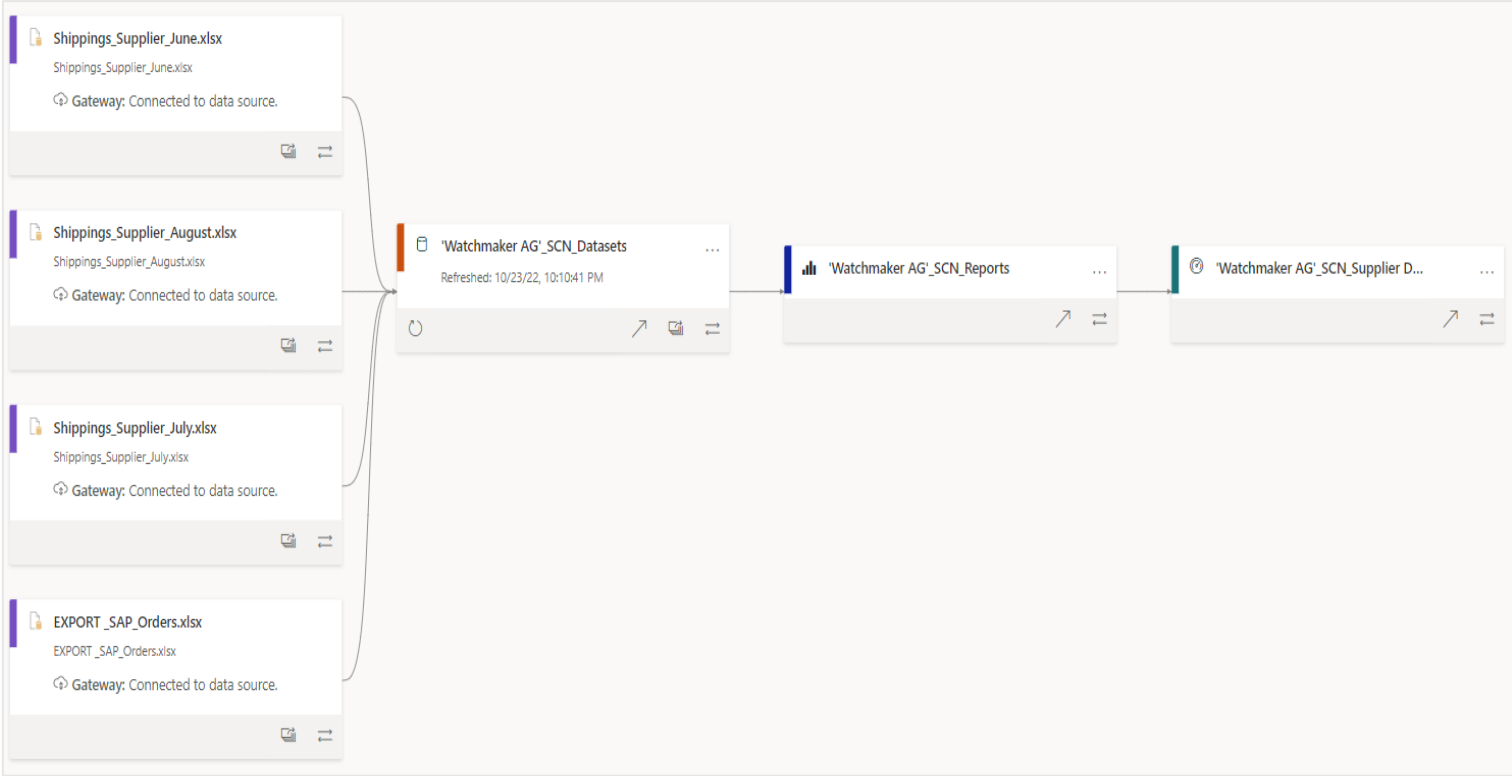 Shippings_Supplier_June.xlsx
Shippings_Supplier_June.xlsx
Gateway: Connected to data source.
Shippings_Supplier_August.xlsx
Shippings_Supplier_August.xlsx
Gateway: Connected to data source.
Shippings_Supplier_July.xlsx
Shippings_Supplier_July.xlsx
Gateway: Connected to data source.
EXPORT _SAP_Orders.xlsx
EXPORT _SAP_Orders.xlsx
Gateway: Connected to data source.
'Watchmaker AG'_SCN_Datasets
Refreshed: 10/23/22, 10:10:41 PM
'Watchmaker AG'_SCN_Reports
'Watchmaker AG'_SCN_Supplier D...